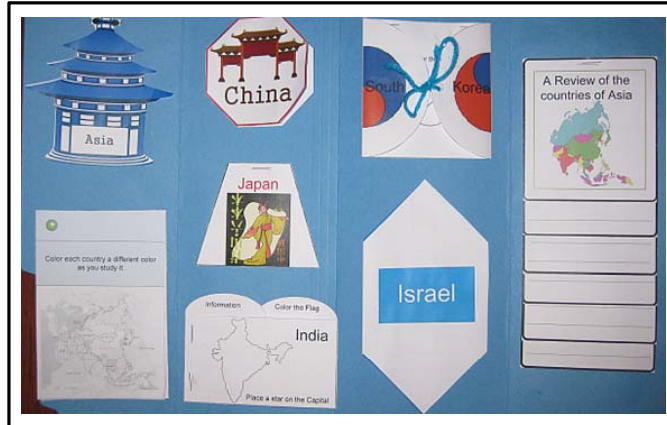 Asia
China
South Korea
A Review of the
countries of Asia
Japan
Color each country a different color
as you study it
Israel
Information
Color the Flag
India
Place a star on the Capital